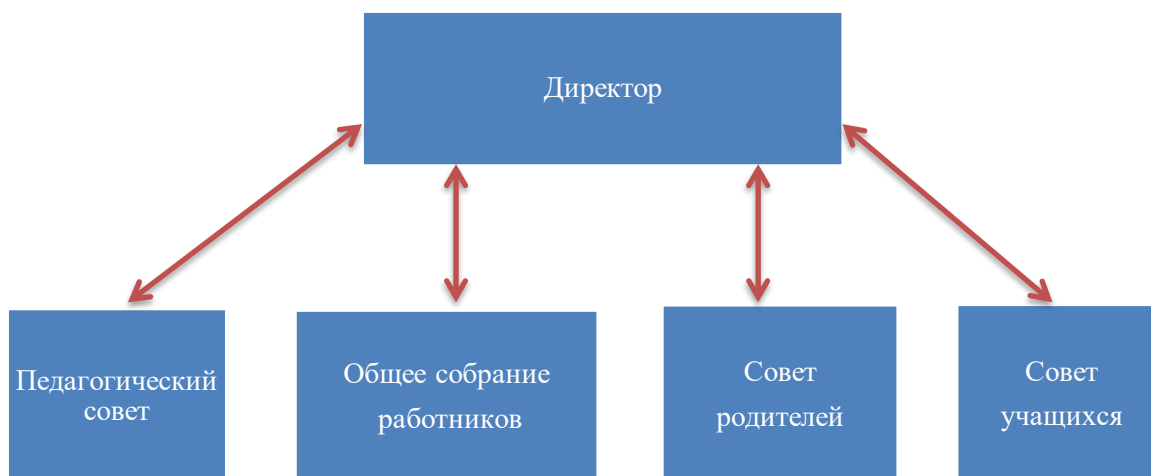 Директор
Педагогический
совет
Общее собрание
работников
Совет
родителей
Совет
учащихся